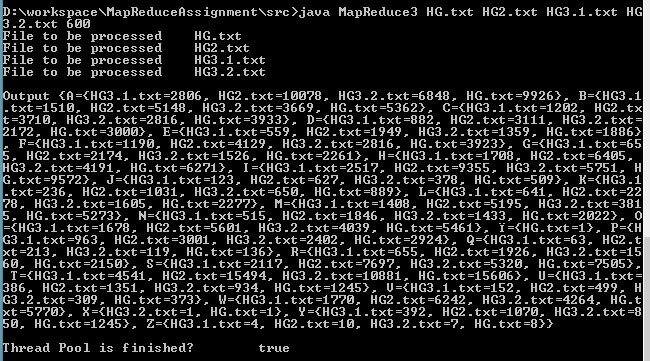 D:\workspace\MapReduceAssignment\src>java MapReduce3 HG.txt HG2.txt HG3.1.txt HG
3.2.txt 600
File to be processed    HG.txt
File to be processed    HG2.txt
File to be processed    HG3.1.txt
File to be processed    HG3.2.txt

Output {A={HG3.1.txt=2806, HG2.txt=10078, HG3.2.txt=6848, HG.txt=9926}, B={HG3.1
.txt=1510, HG2.txt=5148, HG3.2.txt=3669, HG.txt=5362}, C={HG3.1.txt=1202, HG2.tx
t=3710, HG3.2.txt=2816, HG.txt=3933}, D={HG3.1.txt=882, HG2.txt=3111, HG3.2.txt=
2172, HG.txt=3000}, E={HG3.1.txt=559, HG2.txt=1949, HG3.2.txt=1359, HG.txt=1886}
, F={HG3.1.txt=1190, HG2.txt=4129, HG3.2.txt=2816, HG.txt=3923}, G={HG3.1.txt=65
5, HG2.txt=2174, HG3.2.txt=1526, HG.txt=2261}, H={HG3.1.txt=1708, HG2.txt=6405,
HG3.2.txt=4191, HG.txt=6271}, I={HG3.1.txt=2517, HG2.txt=9355, HG3.2.txt=5751, H
G.txt=9572}, J={HG3.1.txt=123, HG2.txt=627, HG3.2.txt=378, HG.txt=509}, K={HG3.1
.txt=236, HG2.txt=1031, HG3.2.txt=650, HG.txt=889}, L={HG3.1.txt=641, HG2.txt=22
78, HG3.2.txt=1605, HG.txt=2277}, M={HG3.1.txt=1408, HG2.txt=5195, HG3.2.txt=381
5, HG.txt=5273}, N={HG3.1.txt=515, HG2.txt=1846, HG3.2.txt=1433, HG.txt=2022}, O
={HG3.1.txt=1678, HG2.txt=5601, HG3.2.txt=4039, HG.txt=5461}, ï={HG.txt=1}, P={H
G3.1.txt=963, HG2.txt=3001, HG3.2.txt=2402, HG.txt=2924}, Q={HG3.1.txt=63, HG2.t
xt=213, HG3.2.txt=119, HG.txt=136}, R={HG3.1.txt=655, HG2.txt=1926, HG3.2.txt=15
60, HG.txt=2150}, S={HG3.1.txt=2117, HG2.txt=7697, HG3.2.txt=5320, HG.txt=7505},
 T={HG3.1.txt=4541, HG2.txt=15494, HG3.2.txt=10881, HG.txt=15606}, U={HG3.1.txt=
386, HG2.txt=1351, HG3.2.txt=934, HG.txt=1245}, V={HG3.1.txt=152, HG2.txt=499, H
G3.2.txt=309, HG.txt=373}, W={HG3.1.txt=1770, HG2.txt=6242, HG3.2.txt=4264, HG.t
xt=5770}, X={HG3.2.txt=1, HG.txt=1}, Y={HG3.1.txt=392, HG2.txt=1070, HG3.2.txt=8
50, HG.txt=1245}, Z={HG3.1.txt=4, HG2.txt=10, HG3.2.txt=7, HG.txt=8}}

Thread Pool is finished?        true